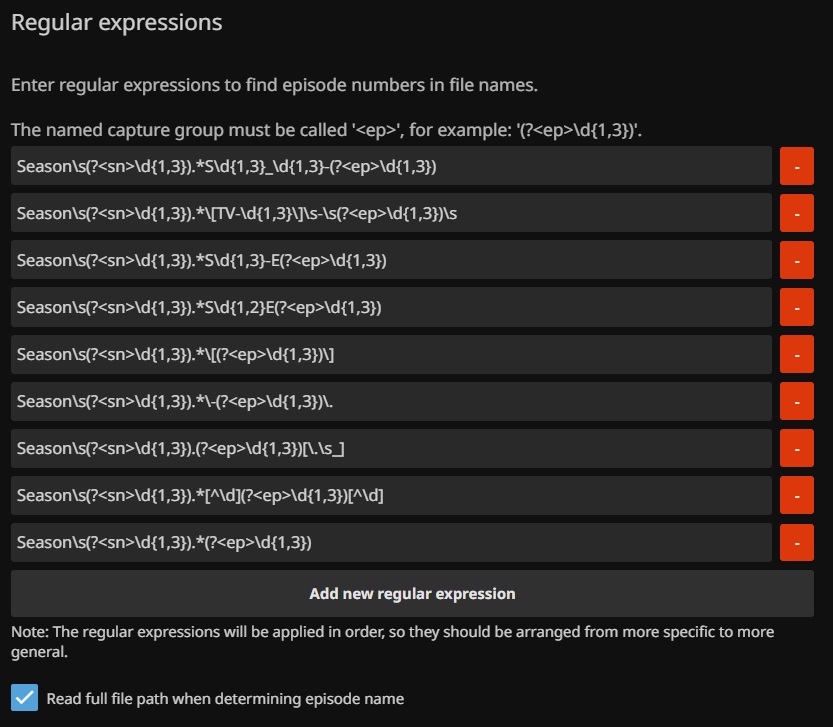 Regular expressions
Enter regular expressions to find episode numbers in file names.
The named capture group must be called '<ep>', for example: '(?<ep>\d{1,3})'.
Season\s(?<sn>\d{1,3}).*S\d{1,3}_\d{1,3}-(?<ep>\d{1,3})
-
Season\s(?<sn>\d{1,3}).*\[TV-\d{1,3}\]\s-\s(?<ep>\d{1,3})\s
-
Season\s(?<sn>\d{1,3}).*S\d{1,3}-E(?<ep>\d{1,3})
-
Season\s(?<sn>\d{1,3}).*S\d{1,2}E(?<ep>\d{1,3})
-
Season\s(?<sn>\d{1,3}).*\[(?<ep>\d{1,3})\]
-
Season\s(?<sn>\d{1,3}).*\-(?<ep>\d{1,3})\.
-
Season\s(?<sn>\d{1,3}).(?<ep>\d{1,3})[\.\s_]
-
Season\s(?<sn>\d{1,3}).*[^\d](?<ep>\d{1,3})[^\d]
-
Season\s(?<sn>\d{1,3}).*(?<ep>\d{1,3})
-
Add new regular expression
Note: The regular expressions will be applied in order, so they should be arranged from more specific to more
general.
Read full file path when determining episode name